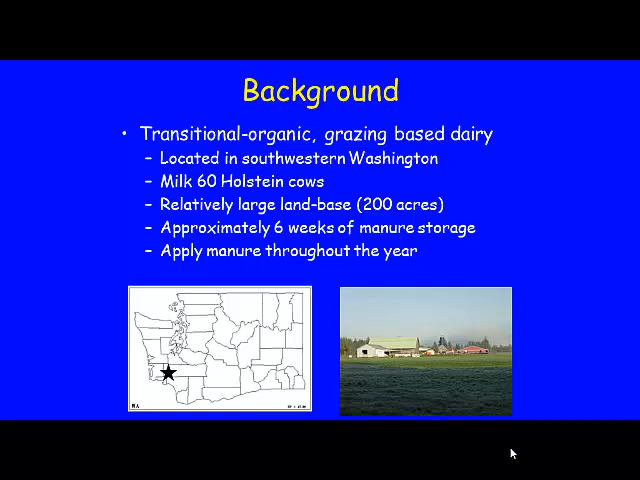 Background
• Transitional-organic, grazing based dairy
– Located in southwestern Washington
– Milk 60 Holstein cows
– Relatively large land-base (200 acres)
– Approximately 6 weeks of manure storage
– Apply manure throughout the year
WA